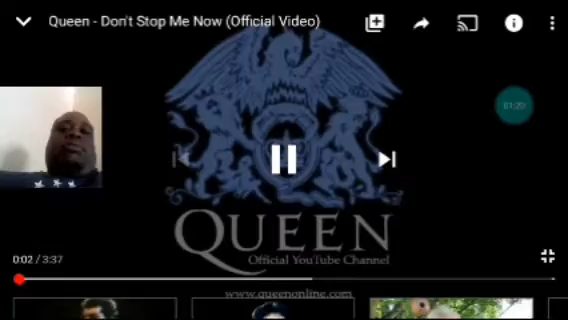 Queen - Don't Stop Me Now (Official Video)
01:20
QUEEN
Official YouTube Channel
0:02 / 3:37
www.queenonline.com